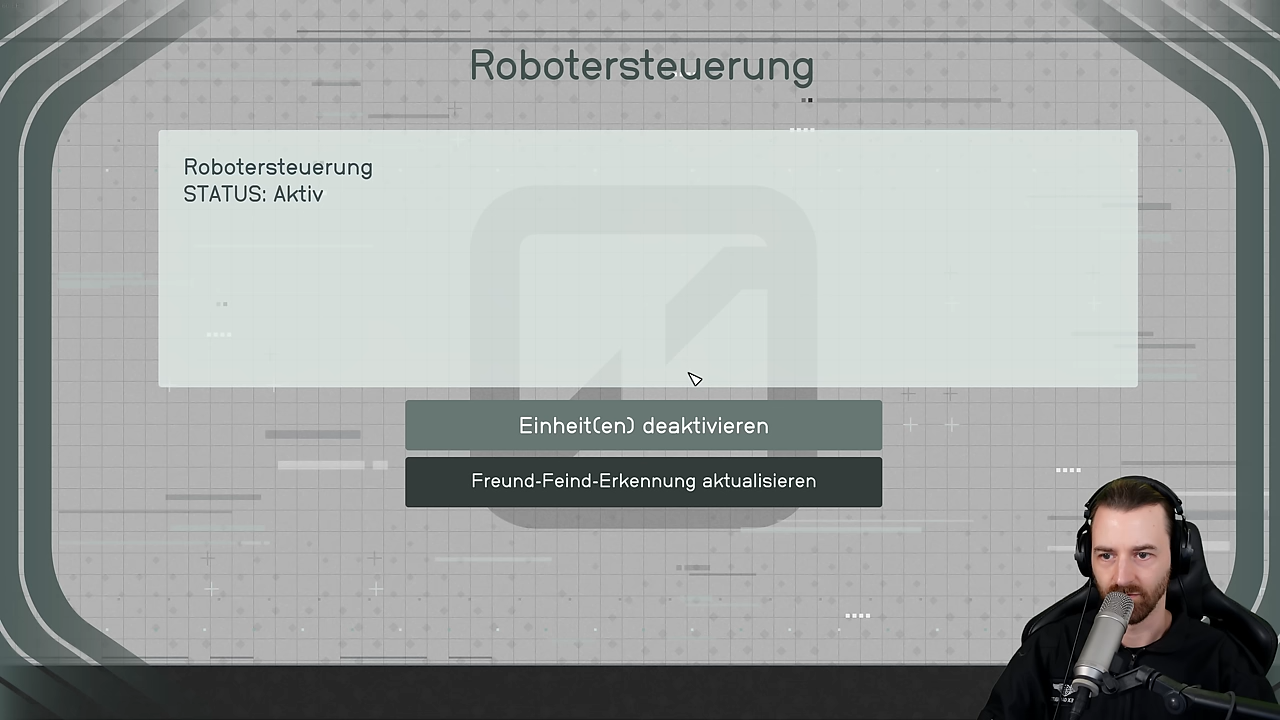 Robotersteuerung
Robotersteuerung
STATUS: Aktiv
Einheit(en) deaktivieren
Freund-Feind-Erkennung aktualisieren